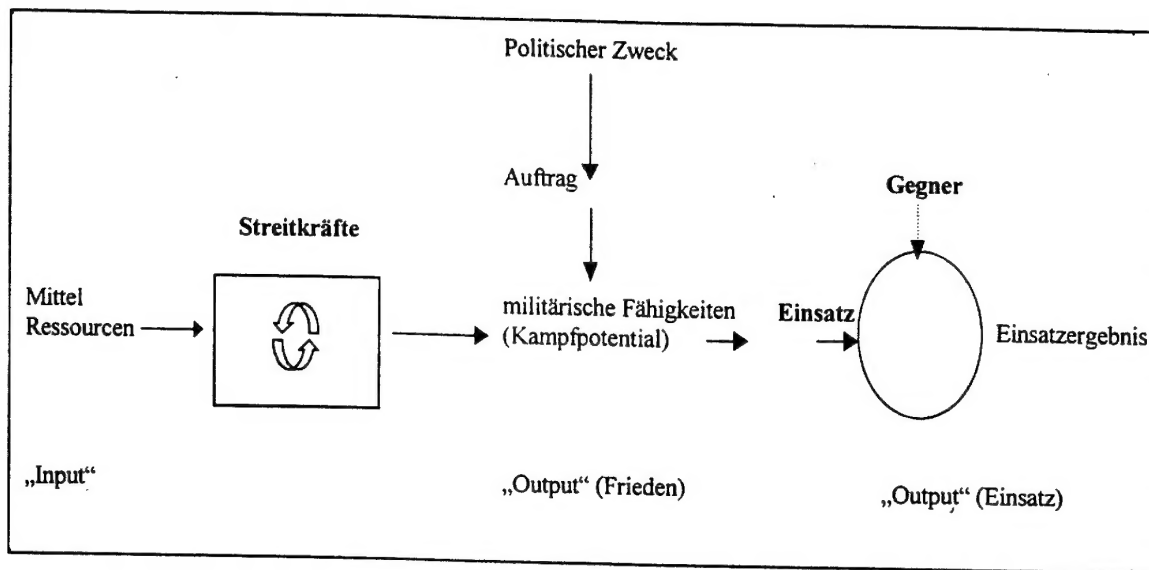 Politischer Zweck
Auftrag
Gegner
Streitkräfte
Mittel
Ressourcen
militärische Fähigkeiten
(Kampfpotential)
Einsatz
Einsatzergebnis
„Input“
„Output“ (Frieden)
„Output“ (Einsatz)